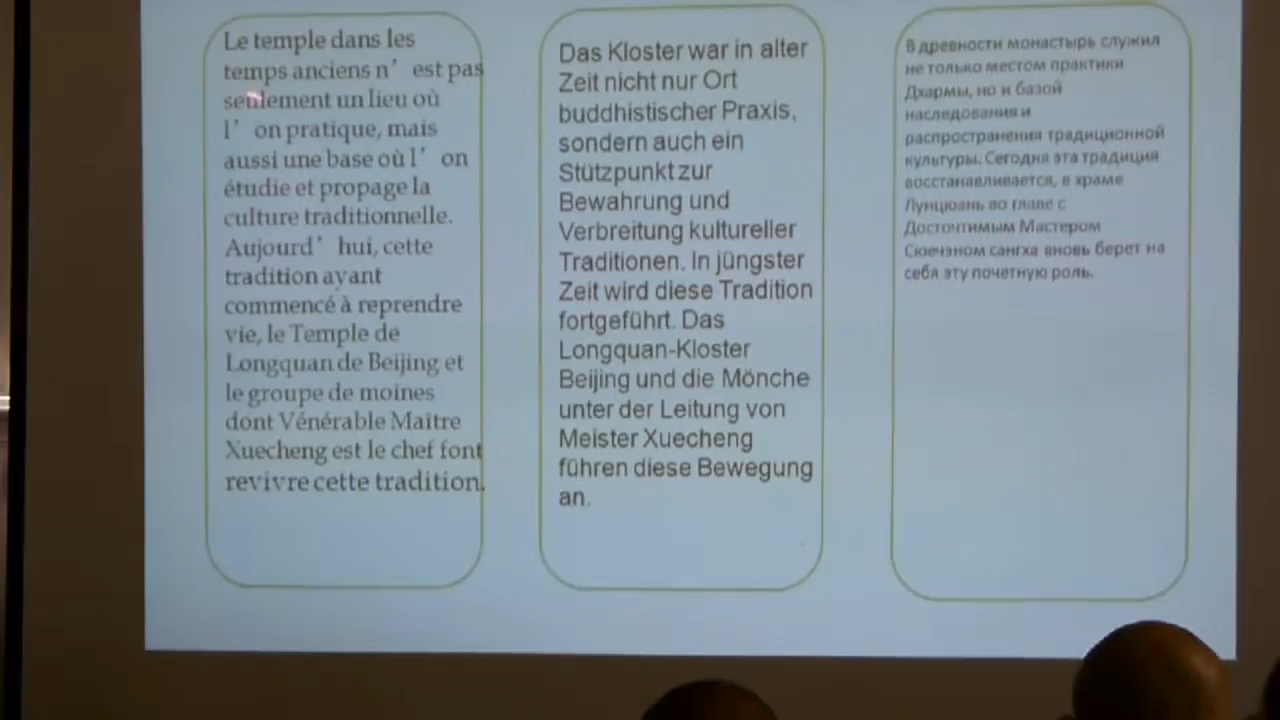 Le temple dans les
temps anciens n’ est pas
seulement un lieu où
l’ on pratique, mais
aussi une base où l’ on
étudie et propage la
culture traditionnelle.
Aujourd’ hui, cette
tradition ayant
commencé à reprendre
vie, le Temple de
Longquan de Beijing et
le groupe de moines
dont Vénérable Maître
Xuecheng est le chef font
revivre cette tradition.
Das Kloster war in alter
Zeit nicht nur Ort
buddhistischer Praxis,
sondern auch ein
Stützpunkt zur
Bewahrung und
Verbreitung kultureller
Traditionen. In jüngster
Zeit wird diese Tradition
fortgeführt. Das
Longquan-Kloster
Beijing und die Mönche
unter der Leitung von
Meister Xuecheng
führen diese Bewegung
an.
В древности монастырь служил
не только местом практики
Дхармы, но и базой
наследования и
распространения традиционной
культуры. Сегодня эта традиция
восстанавливается, в храме
Лунцюань во главе с
Досточтимым Мастером
Сюечэном сангха вновь берет на
себя эту почетную роль.